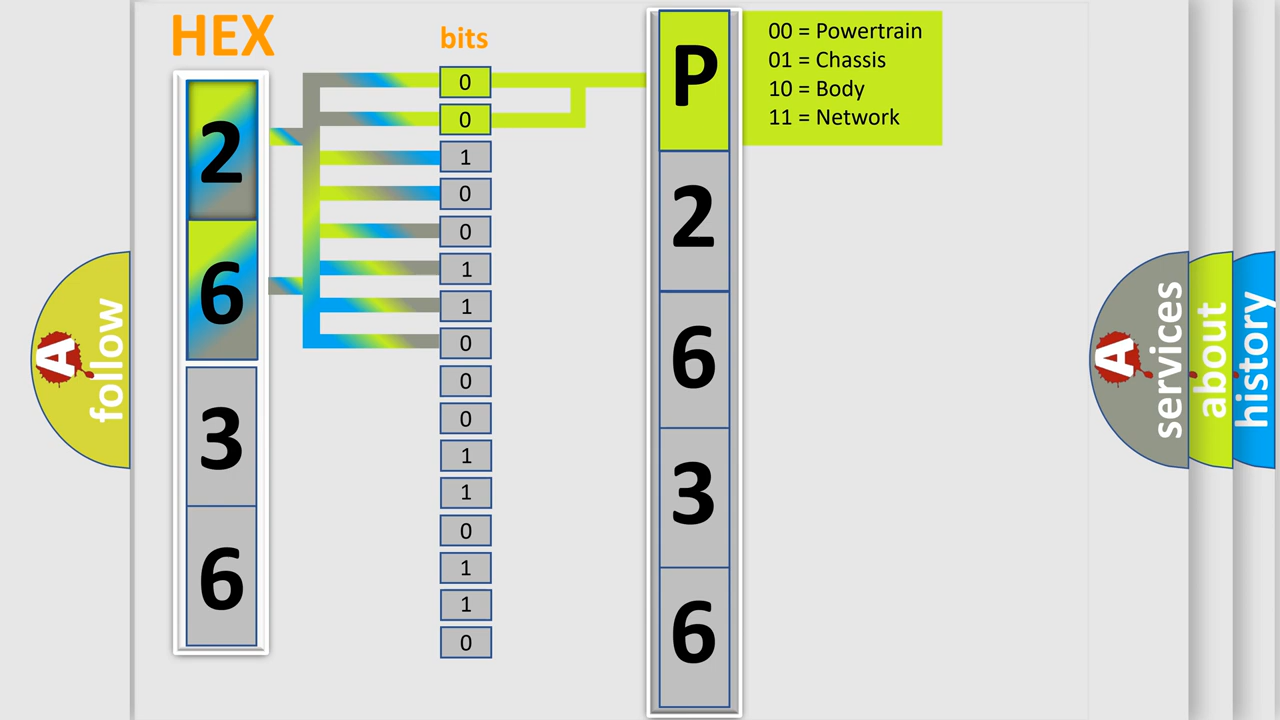 HEX
bits
2
6
3
6
0
0
1
0
0
1
1
0
0
0
1
1
0
1
1
0
P
2
6
3
6
00 = Powertrain
01 = Chassis
10 = Body
11 = Network
A
follow
A
services
about
history